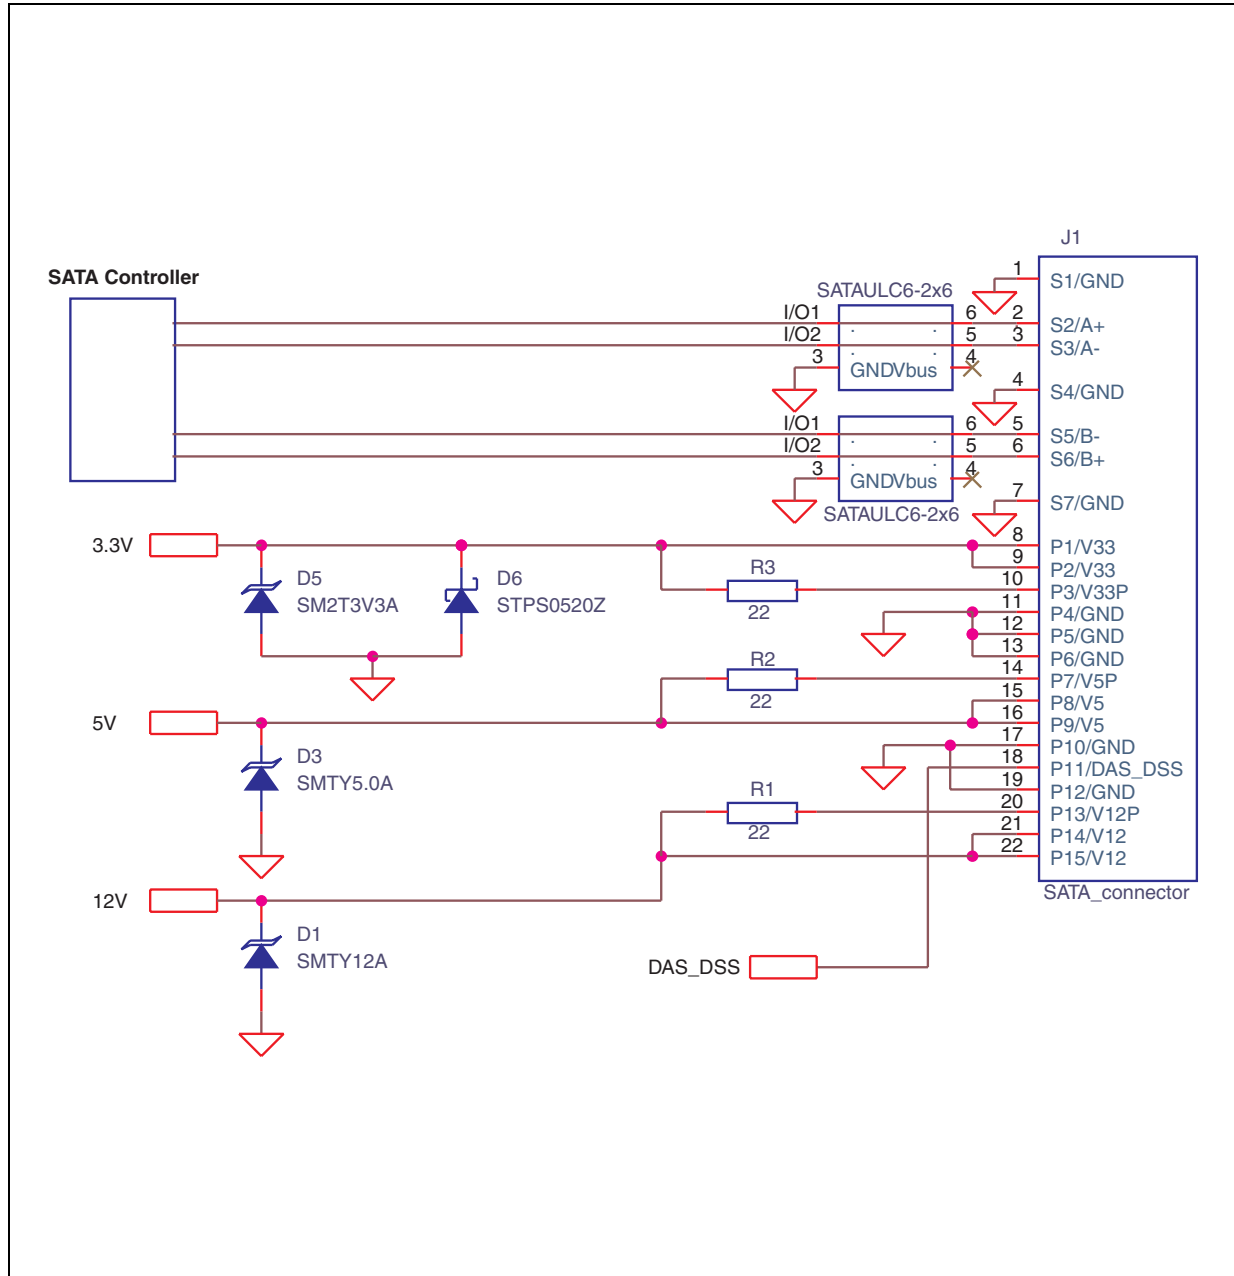 J1
SATA Controller
SATAULC6-2x6
1 S1/GND
I/O1 6 2 S2/A+
I/O2 5 3 S3/A-
3 GNDVbus 4
4 S4/GND
I/O1 6 5 S5/B-
I/O2 5 6 S6/B+
3 GNDVbus 4
7 S7/GND
SATAULC6-2x6
3.3V 8 P1/V33
9 P2/V33
D5 D6 R3 10 P3/V33P
SM2T3V3A STPS0520Z 22
11 P4/GND
12 P5/GND
13 P6/GND
R2 14 P7/V5P
22 15 P8/V5
5V 16 P9/V5
17 P10/GND
D3 18 P11/DAS_DSS
SMTY5.0A
R1 19 P12/GND
20 P13/V12P
22 21 P14/V12
22 P15/V12
SATA_connector
12V
D1
SMTY12A
DAS_DSS